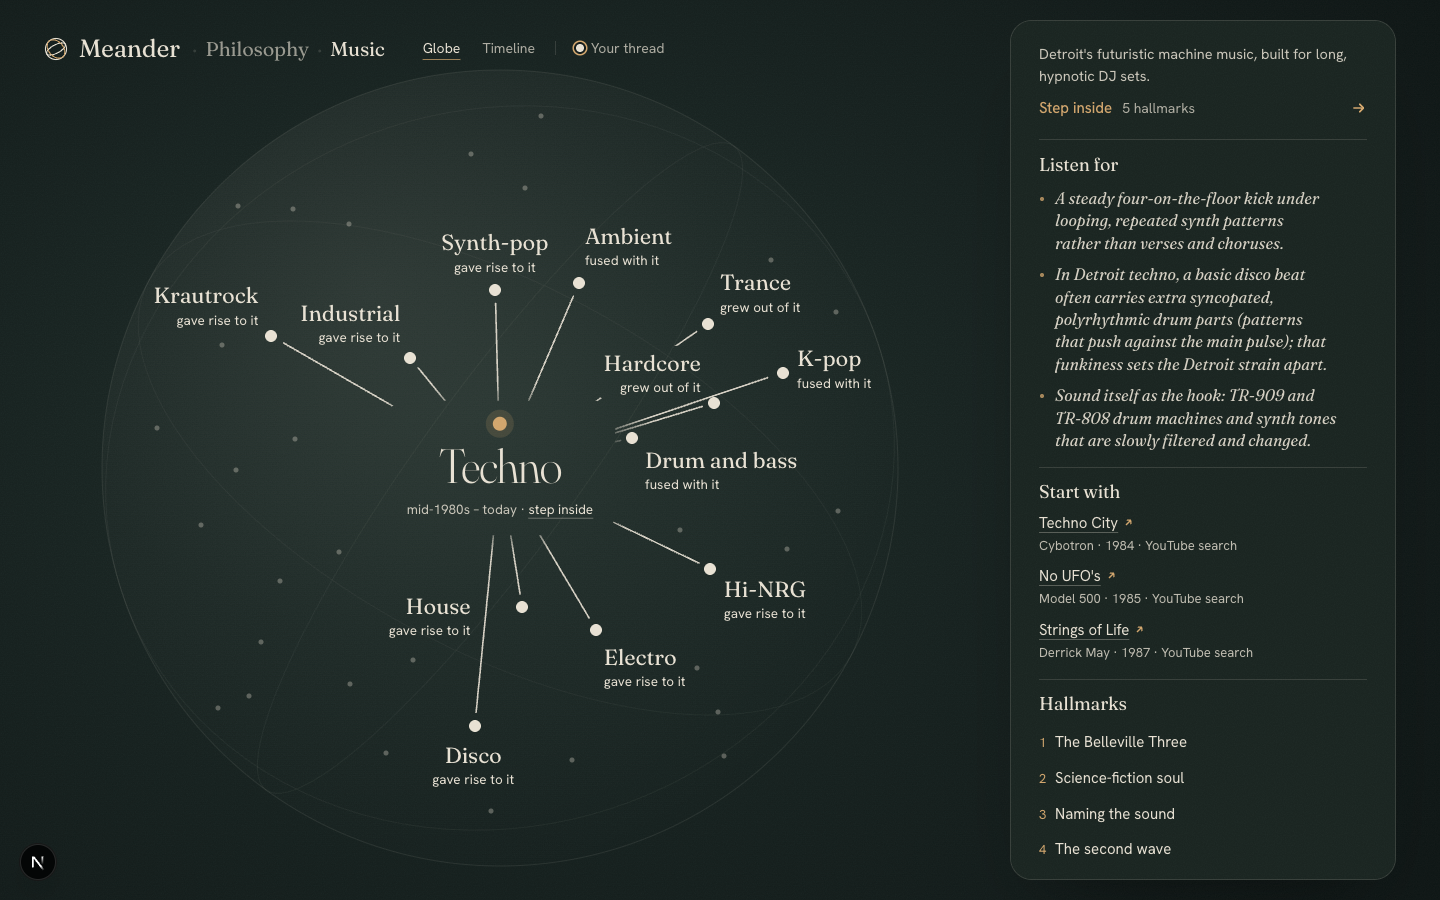 Meander · Philosophy · Music
Globe
Timeline
Your thread
Synth-pop
gave rise to it
Ambient
fused with it
Trance
grew out of it
Krautrock
gave rise to it
Industrial
gave rise to it
Hardcore
grew out of it
K-pop
fused with it
Techno
mid-1980s – today · step inside
Drum and bass
fused with it
Hi-NRG
gave rise to it
House
gave rise to it
Electro
gave rise to it
Disco
gave rise to it
N
Detroit's futuristic machine music, built for long,
hypnotic DJ sets.
Step inside 5 hallmarks →
Listen for
• A steady four-on-the-floor kick under
looping, repeated synth patterns
rather than verses and choruses.
• In Detroit techno, a basic disco beat
often carries extra syncopated,
polyrhythmic drum parts (patterns
that push against the main pulse); that
funkiness sets the Detroit strain apart.
• Sound itself as the hook: TR-909 and
TR-808 drum machines and synth tones
that are slowly filtered and changed.
Start with
Techno City ↗
Cybotron · 1984 · YouTube search
No UFO's ↗
Model 500 · 1985 · YouTube search
Strings of Life ↗
Derrick May · 1987 · YouTube search
Hallmarks
1 The Belleville Three
2 Science-fiction soul
3 Naming the sound
4 The second wave